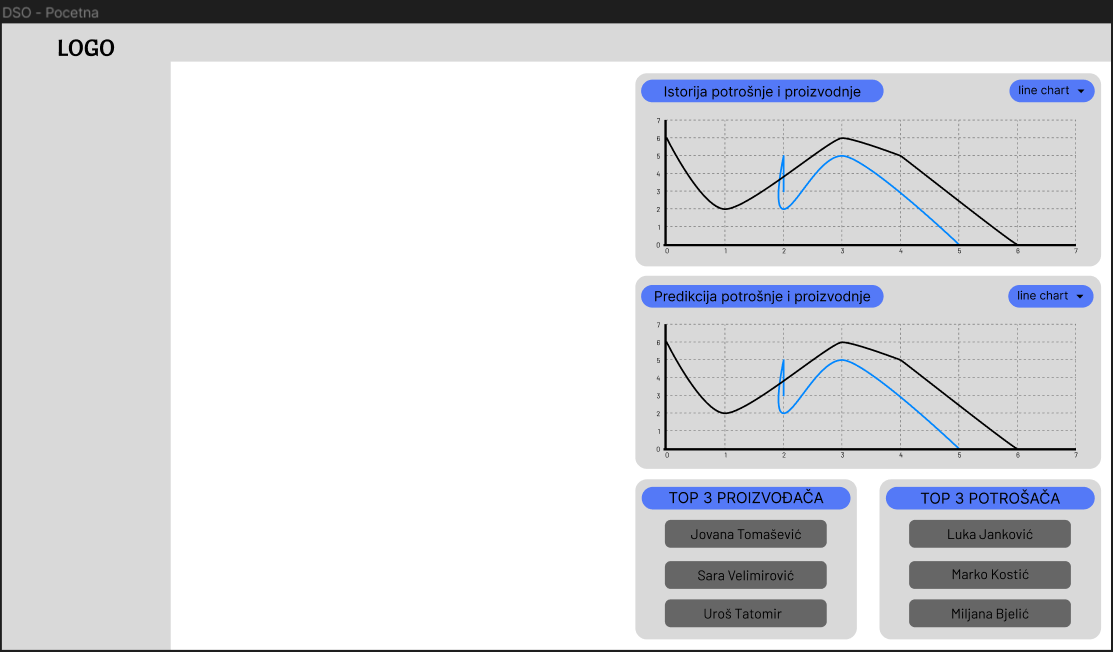 DSO - Pocetna
LOGO
Istorija potrošnje i proizvodnje
line chart
7
6
5
4
3
2
1
0
0 1 2 3 4 5 6 7
Predikcija potrošnje i proizvodnje
line chart
7
6
5
4
3
2
1
0
0 1 2 3 4 5 6 7
TOP 3 PROIZVOĐAČA
Jovana Tomašević
Sara Velimirović
Uroš Tatomir
TOP 3 POTROŠAČA
Luka Janković
Marko Kostić
Miljana Bjelić